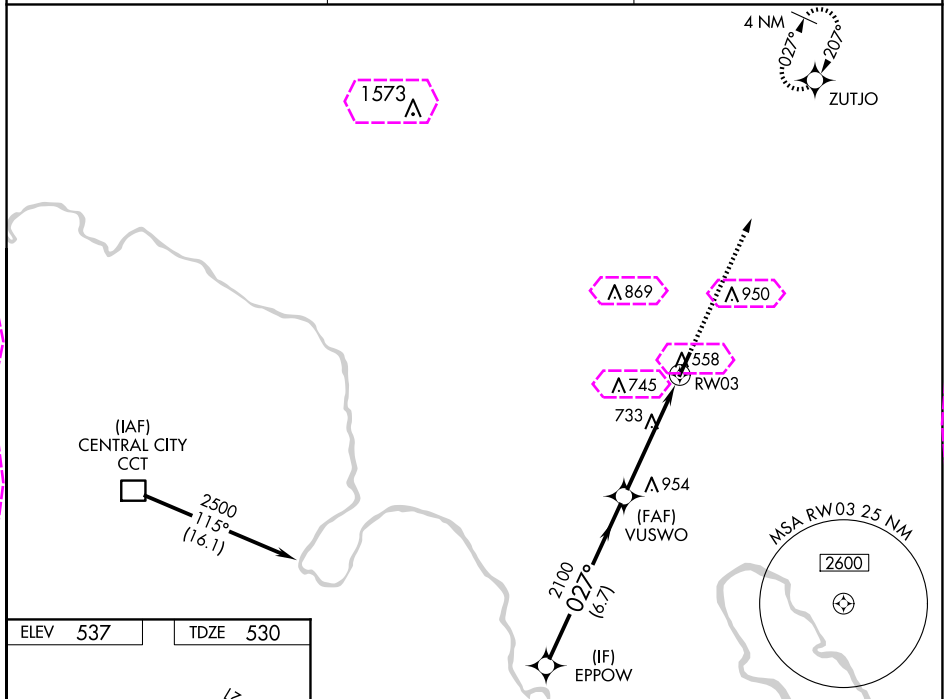 4 NM
027°
207°
ZUTJO
1573
869
950
558
RW03
745
733
(IAF)
CENTRAL CITY
CCT
2500
115°
(16.1)
954
(FAF)
VUSWO
MSA RW03 25 NM
2600
2100
027°
(6.7)
(IF)
EPPOW
ELEV 537
TDZE 530